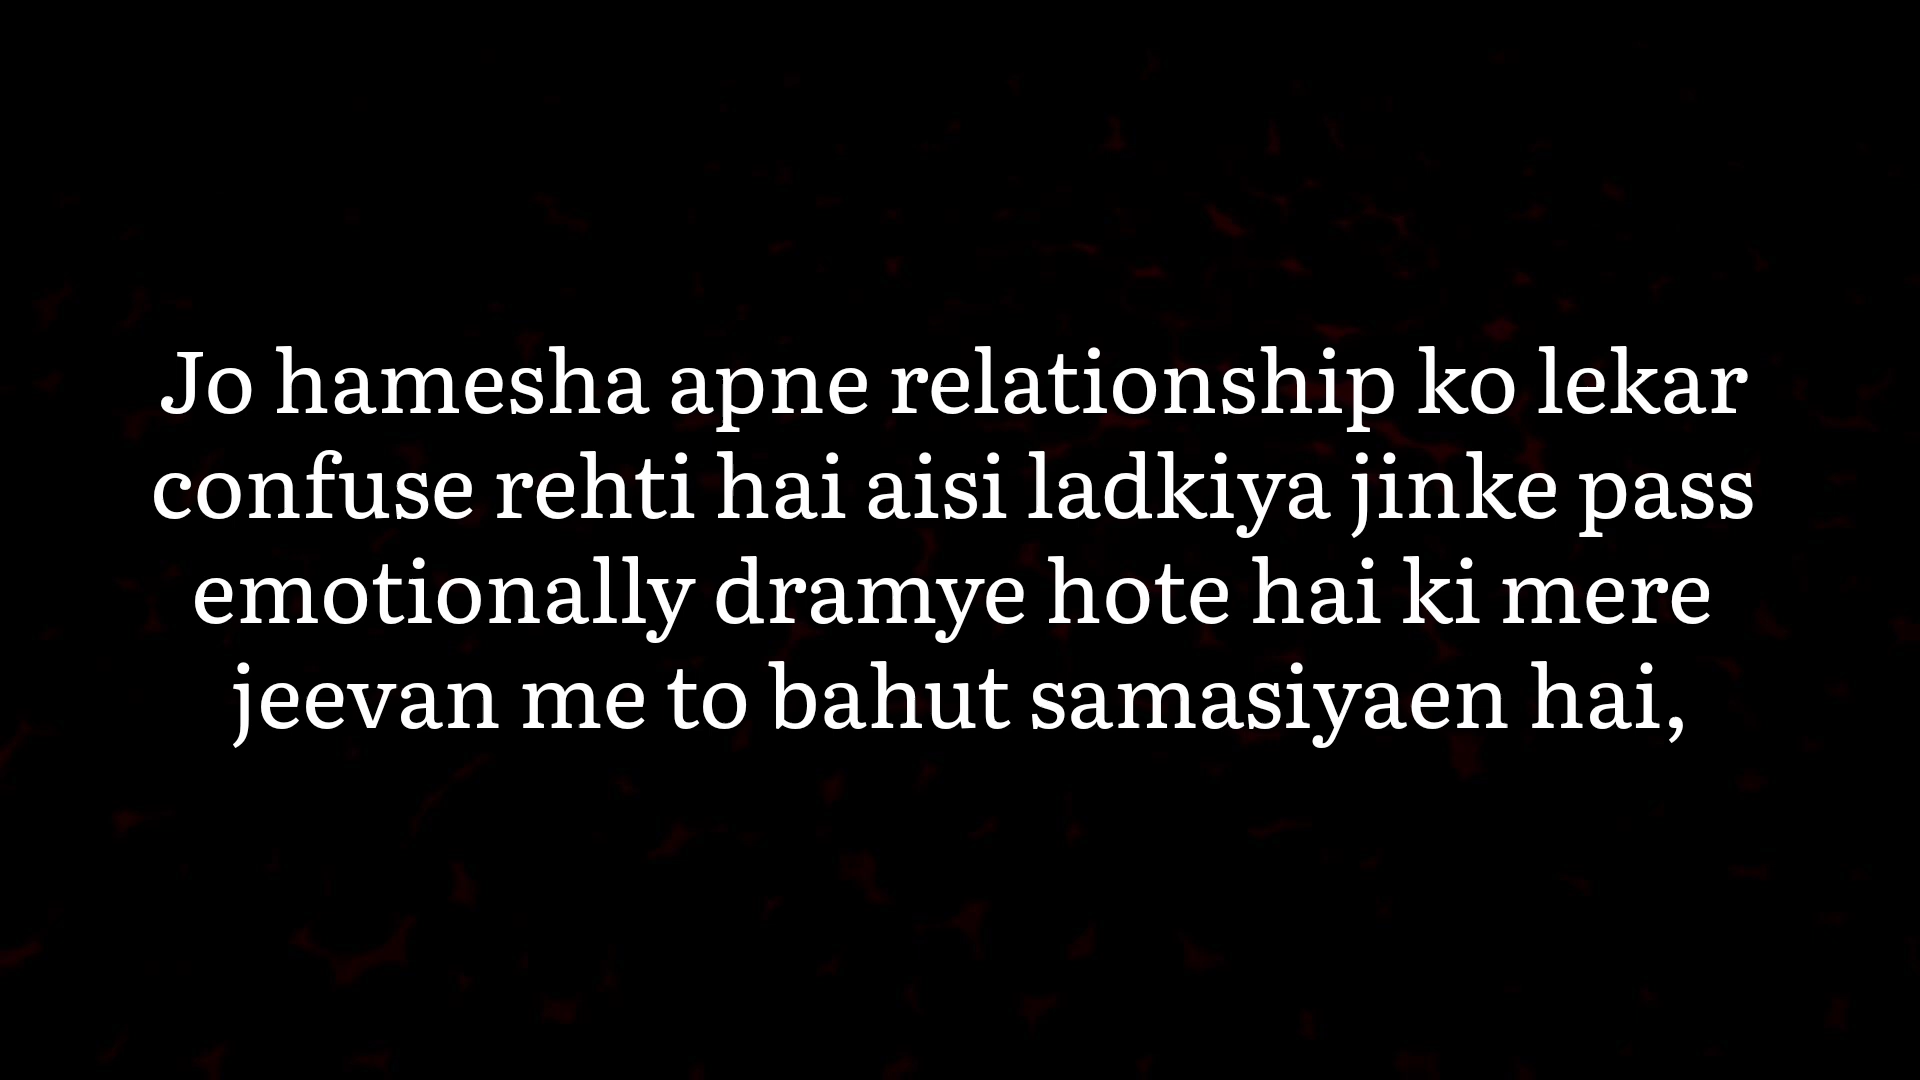 Jo hamesha apne relationship ko lekar
confuse rehti hai aisi ladkiya jinke pass
emotionally dramye hote hai ki mere
jeevan me to bahut samasiyaen hai,